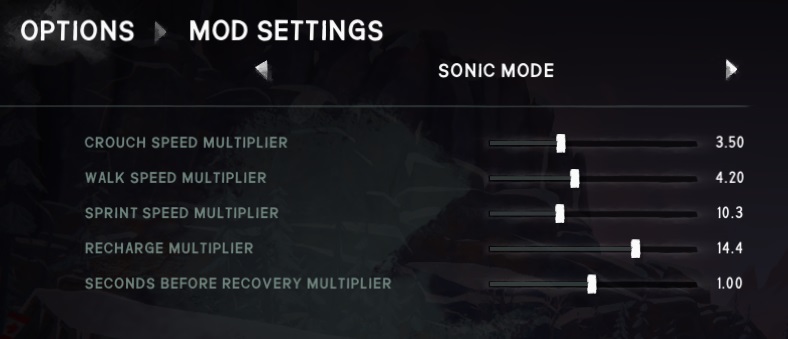 OPTIONS MOD SETTINGS
SONIC MODE
CROUCH SPEED MULTIPLIER 3.50
WALK SPEED MULTIPLIER 4.20
SPRINT SPEED MULTIPLIER 10.3
RECHARGE MULTIPLIER 14.4
SECONDS BEFORE RECOVERY MULTIPLIER 1.00